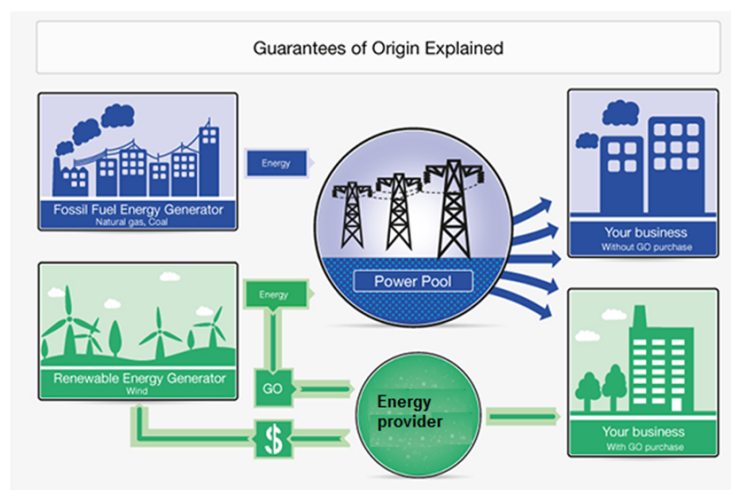 Guarantees of Origin Explained
Energy
Fossil Fuel Energy Generator
Natural gas, Coal
Power Pool
Your business
Without GO purchase
Energy
Renewable Energy Generator
Wind
GO
$
Energy
provider
Your business
With GO purchase